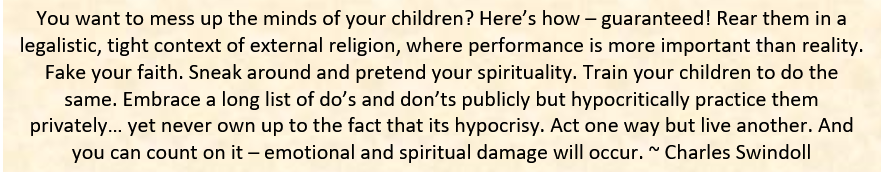 You want to mess up the minds of your children? Here’s how – guaranteed! Rear them in a
legalistic, tight context of external religion, where performance is more important than reality.
Fake your faith. Sneak around and pretend your spirituality. Train your children to do the
same. Embrace a long list of do’s and don’ts publicly but hypocritically practice them
privately… yet never own up to the fact that its hypocrisy. Act one way but live another. And
you can count on it – emotional and spiritual damage will occur. ~ Charles Swindoll